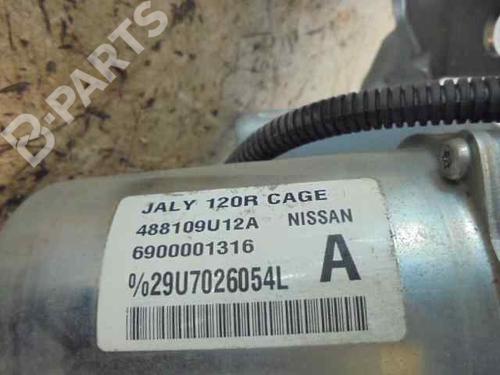 B-PARTS
JALY 120R CAGE
488109U12A NISSAN
6900001316
%29U7026054L A